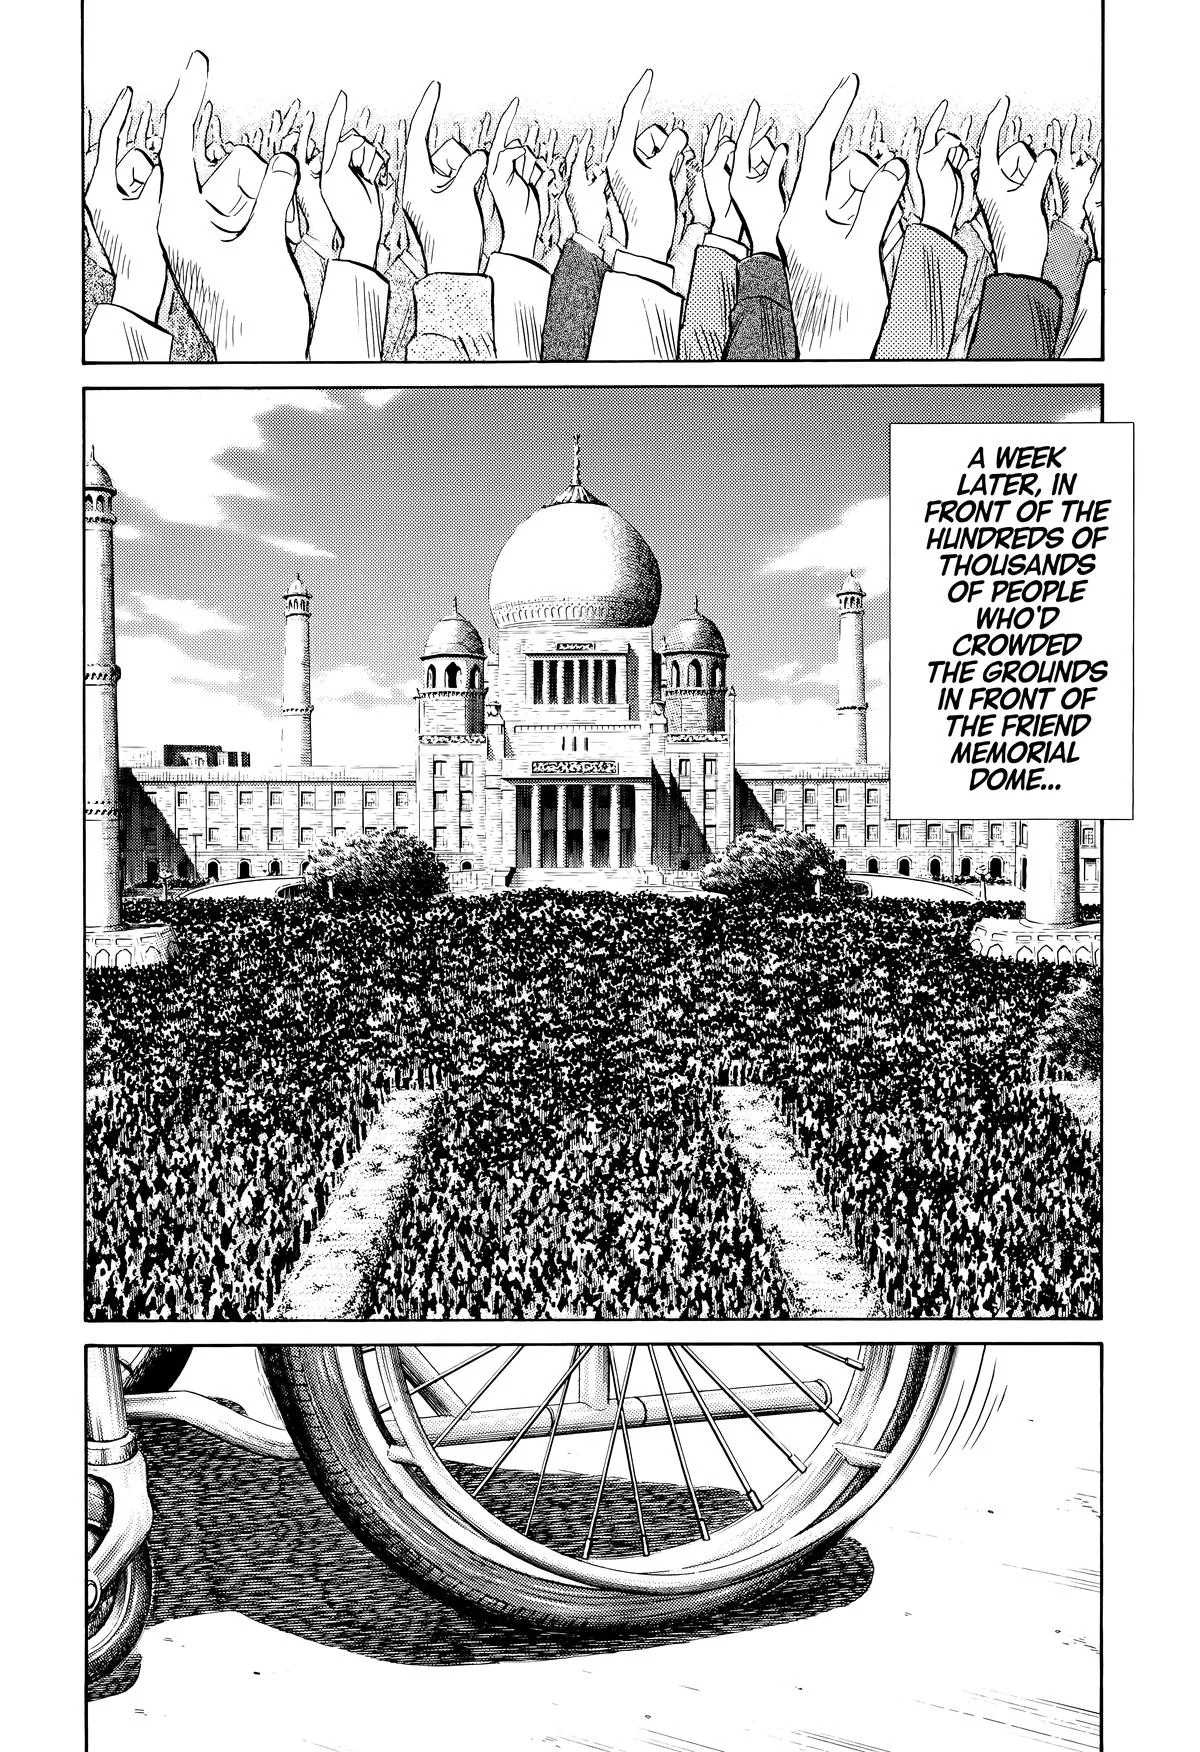 A WEEK
LATER, IN
FRONT OF THE
HUNDREDS OF
THOUSANDS
OF PEOPLE
WHO'D
CROWDED
THE GROUNDS
IN FRONT OF
THE FRIEND
MEMORIAL
DOME...